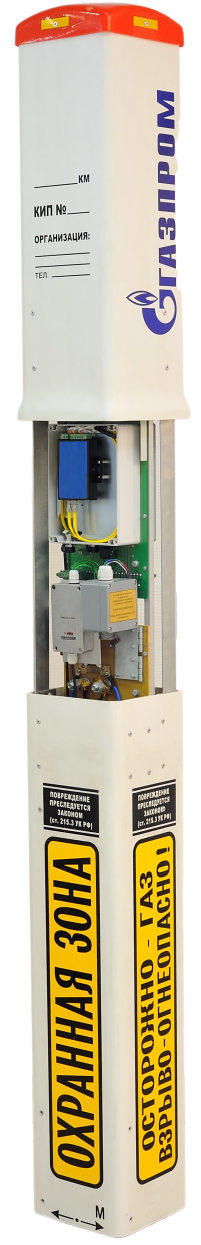 КМ
КИП №
ОРГАНИЗАЦИЯ:
ТЕЛ.
ГАЗПРОМ
ПОВРЕЖДЕНИЕ
ПРЕСЛЕДУЕТСЯ
ЗАКОНОМ
(ст. 215.3 УК РФ)
ПОВРЕЖДЕНИЕ
ПРЕСЛЕДУЕТСЯ
ЗАКОНОМ
(ст. 215.3 УК РФ)
ОХРАННАЯ ЗОНА
ОСТОРОЖНО - ГАЗ
ВЗРЫВО-ОГНЕОПАСНО!
М